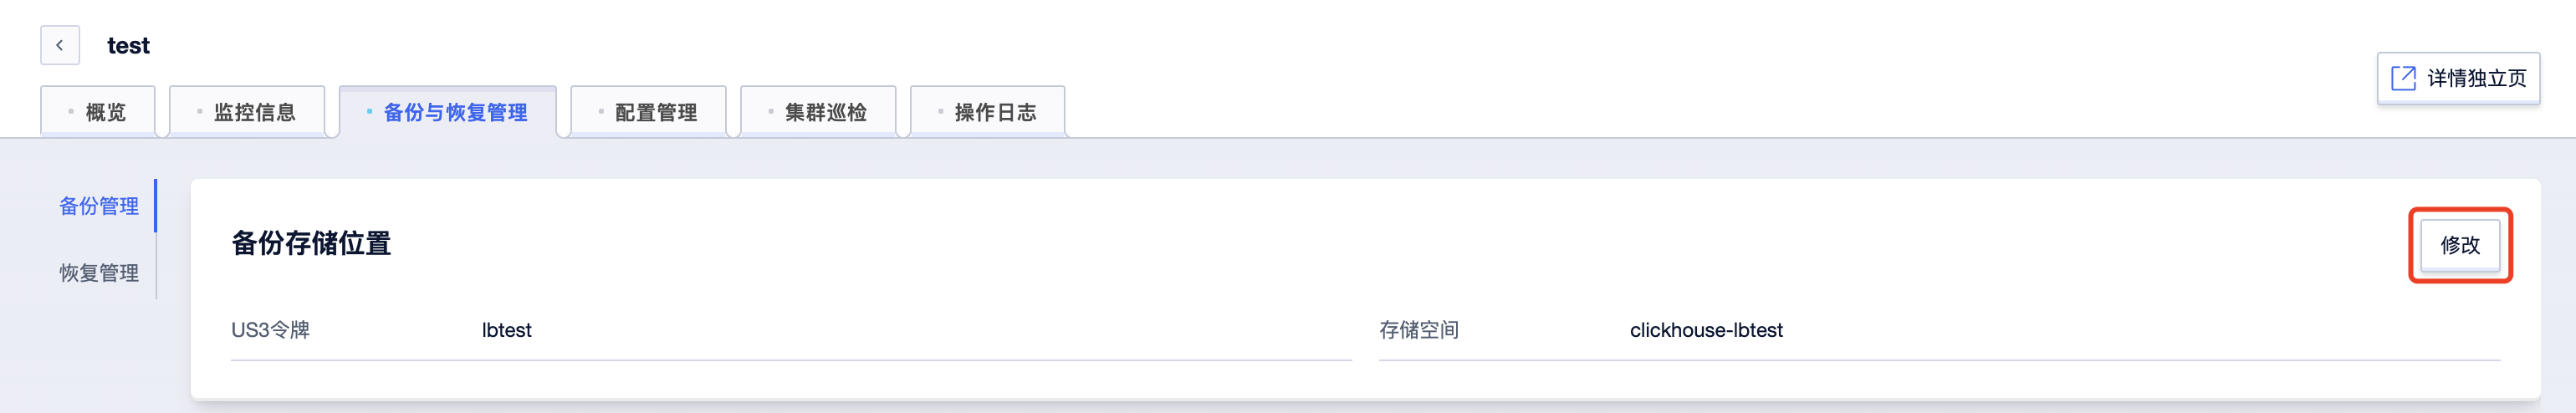 test
详情独立页
概览 监控信息 备份与恢复管理 配置管理 集群巡检 操作日志
备份管理
恢复管理
备份存储位置
修改
US3令牌 lbtest 存储空间 clickhouse-lbtest